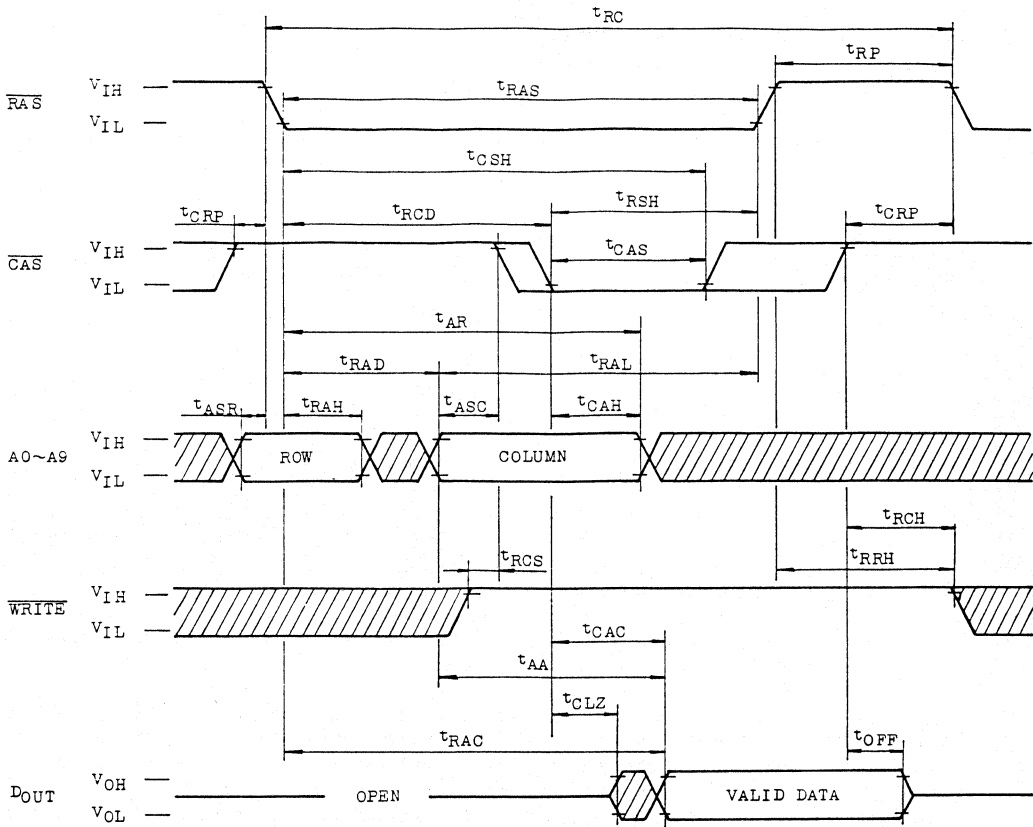 tRC
tRP
RAS VIH
tRAS
VIL
tCSH
tCRP tRCD tRSH tCRP
CAS VIH
tCAS
VIL
tAR
tRAD tRAL
tASR tRAH tASC tCAH
A0~A9 VIH
ROW COLUMN
VIL
tRCH
tRCS tRRH
WRITE VIH
VIL
tCAC
tAA
tCLZ
tRAC tOFF
DOUT VOH
OPEN VALID DATA
VOL